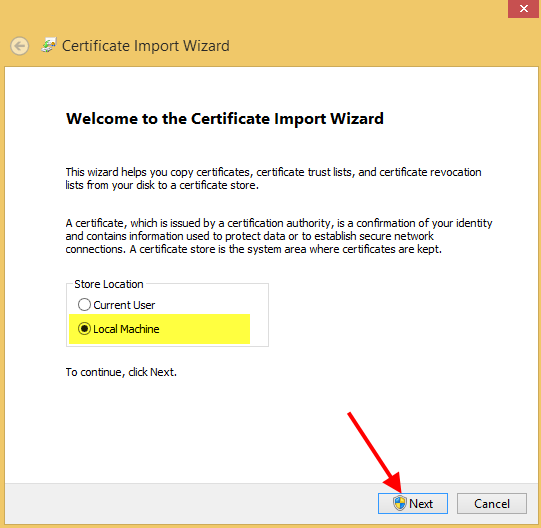 Certificate Import Wizard
Welcome to the Certificate Import Wizard
This wizard helps you copy certificates, certificate trust lists, and certificate revocation
lists from your disk to a certificate store.
A certificate, which is issued by a certification authority, is a confirmation of your identity
and contains information used to protect data or to establish secure network
connections. A certificate store is the system area where certificates are kept.
Store Location
Current User
Local Machine
To continue, click Next.
Next
Cancel